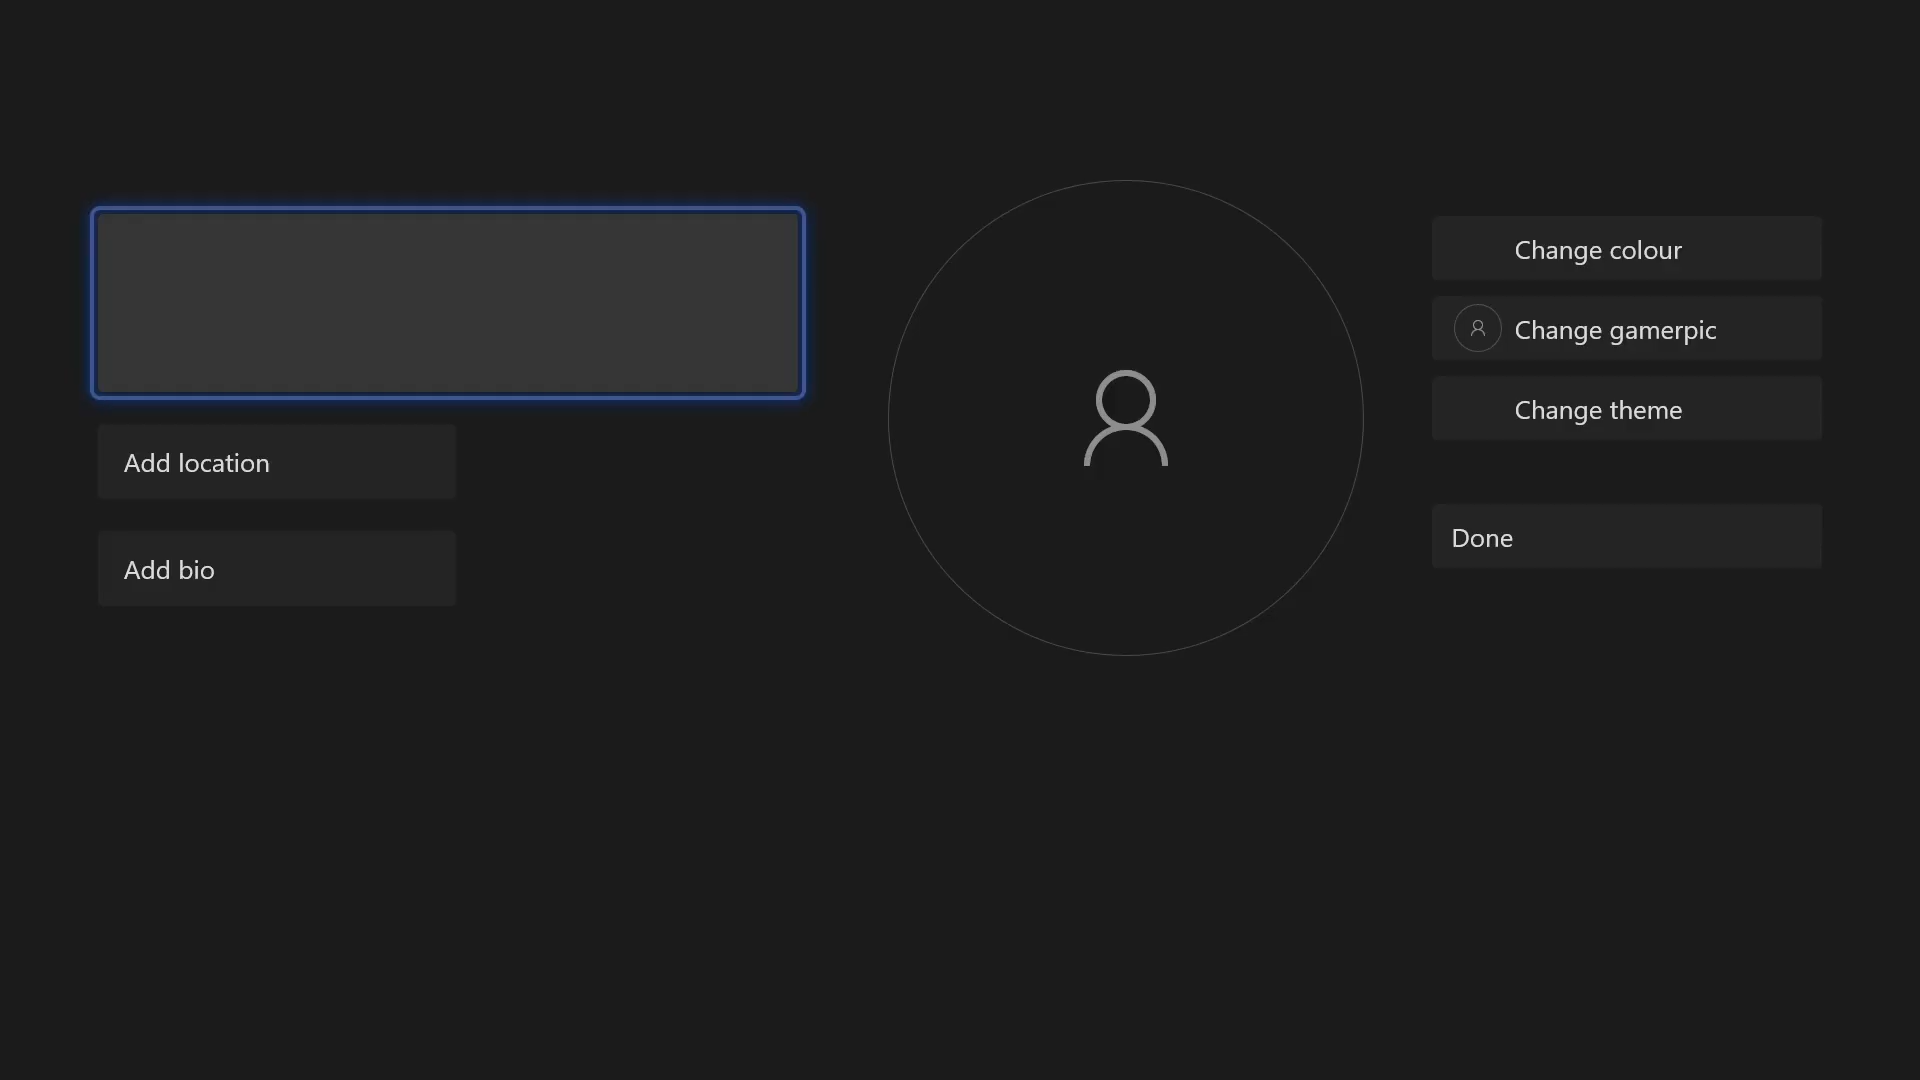 Add location
Add bio
Change colour
Change gamerpic
Change theme
Done